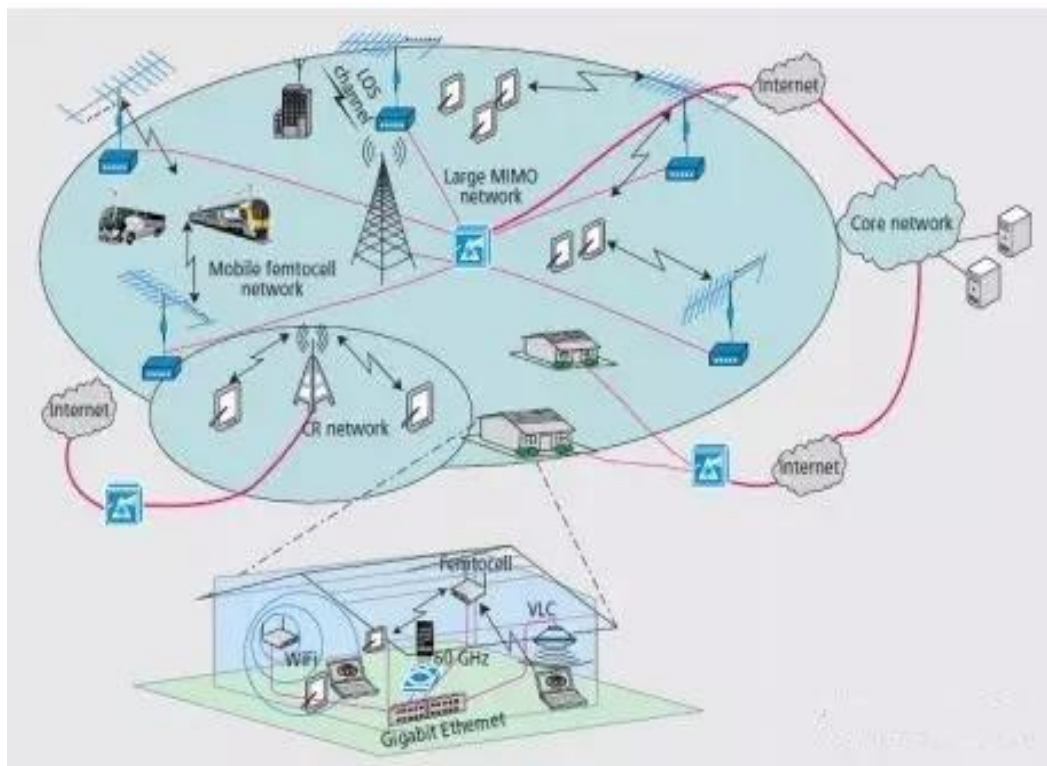 LOS
channel
Internet
Large MIMO
network
Core network
Mobile femtocell
network
Internet
CR network
Internet
Femtocell
VLC
WiFi
60 GHz
Gigabit Ethernet